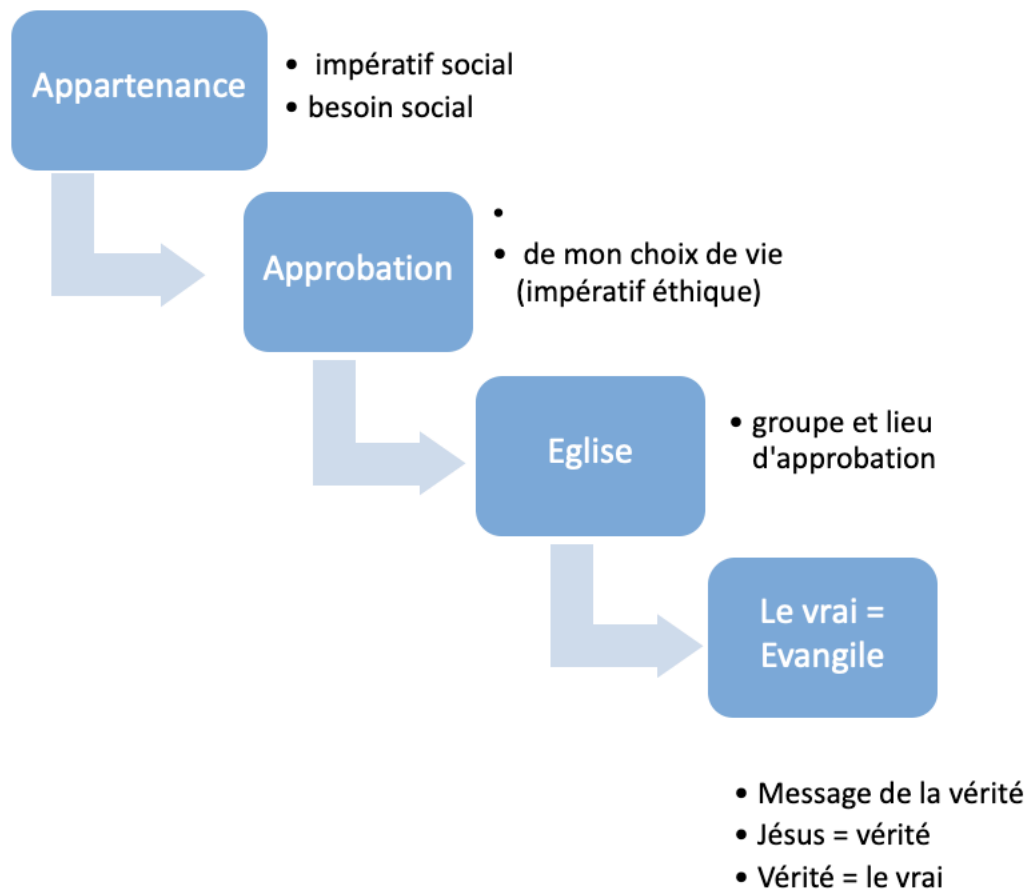 Appartenance
• impératif social
• besoin social
Approbation
•
• de mon choix de vie
(impératif éthique)
Eglise
• groupe et lieu
d'approbation
Le vrai =
Evangile
• Message de la vérité
• Jésus = vérité
• Vérité = le vrai